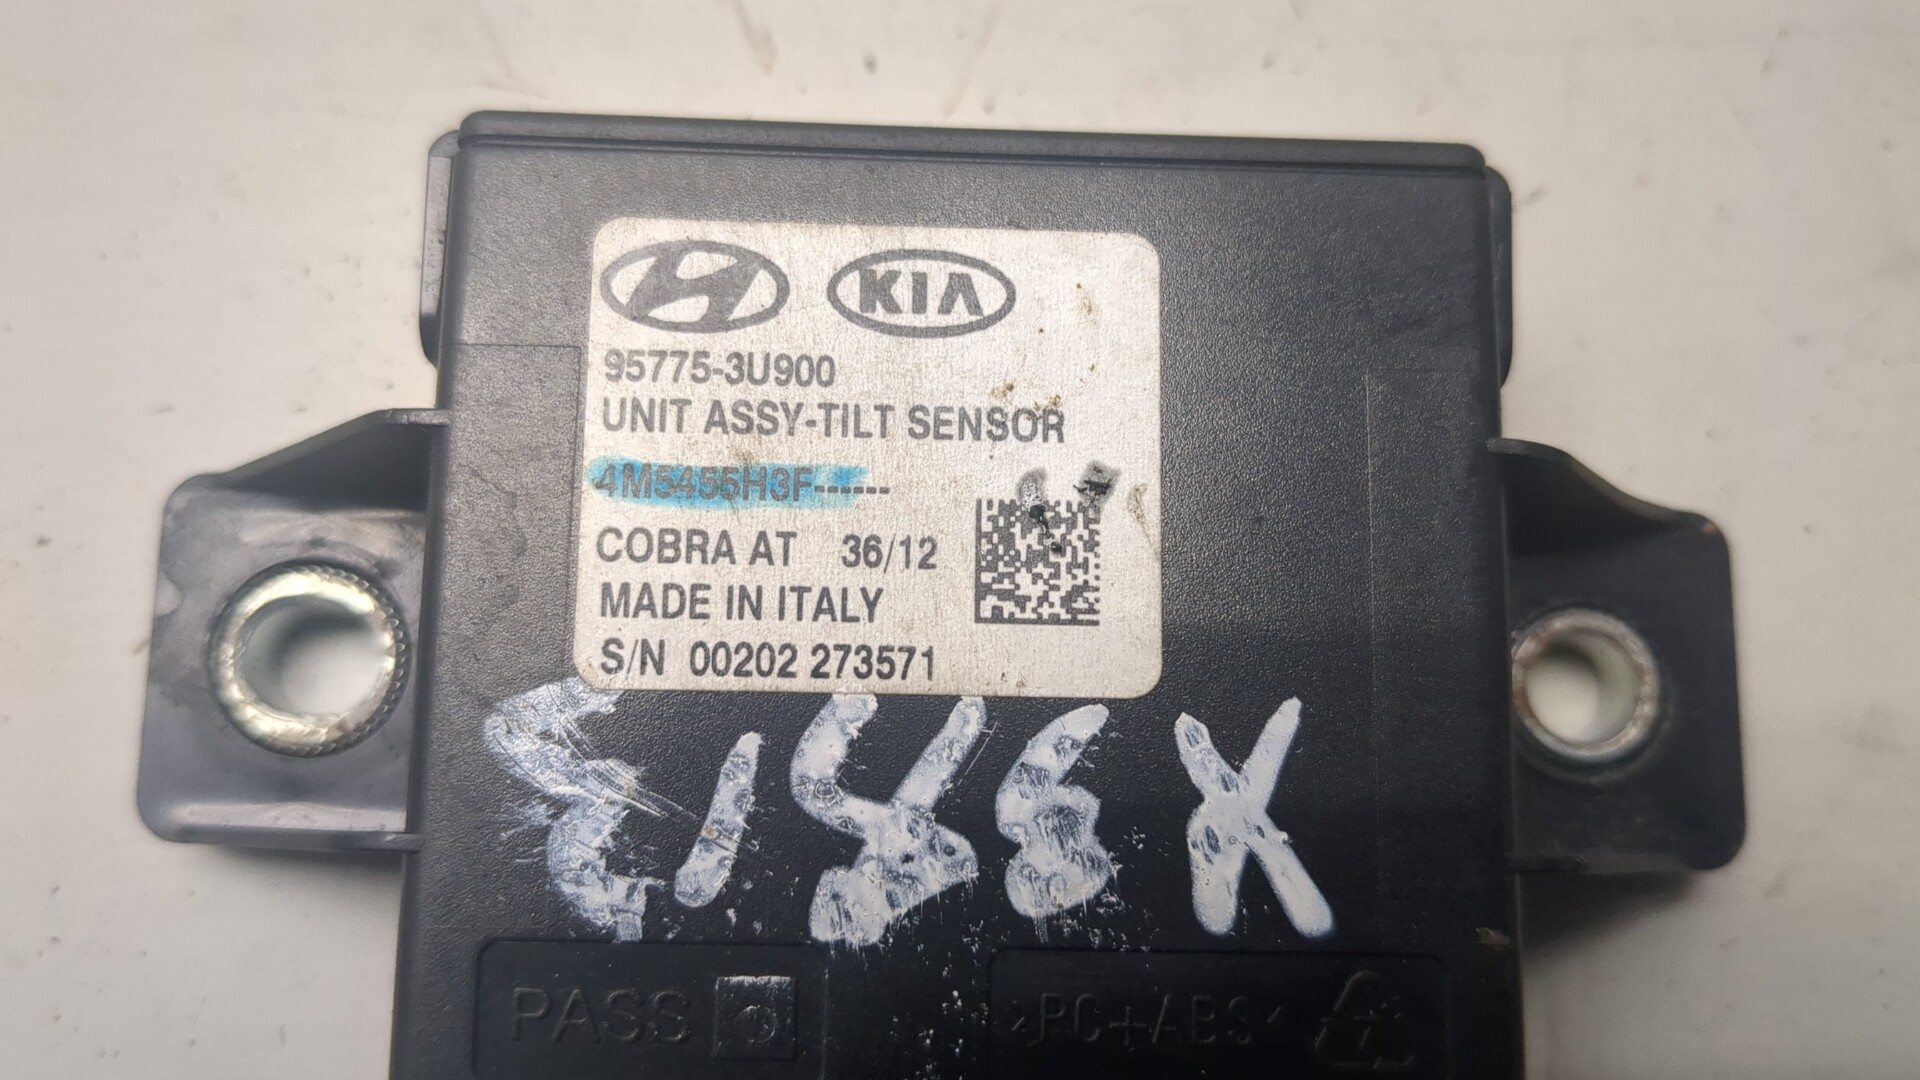 KIA
95775-3U900
UNIT ASSY-TILT SENSOR
4M5455H3F------
COBRA AT 36/12
MADE IN ITALY
S/N 00202 273571
PASS
>PC+ABS<